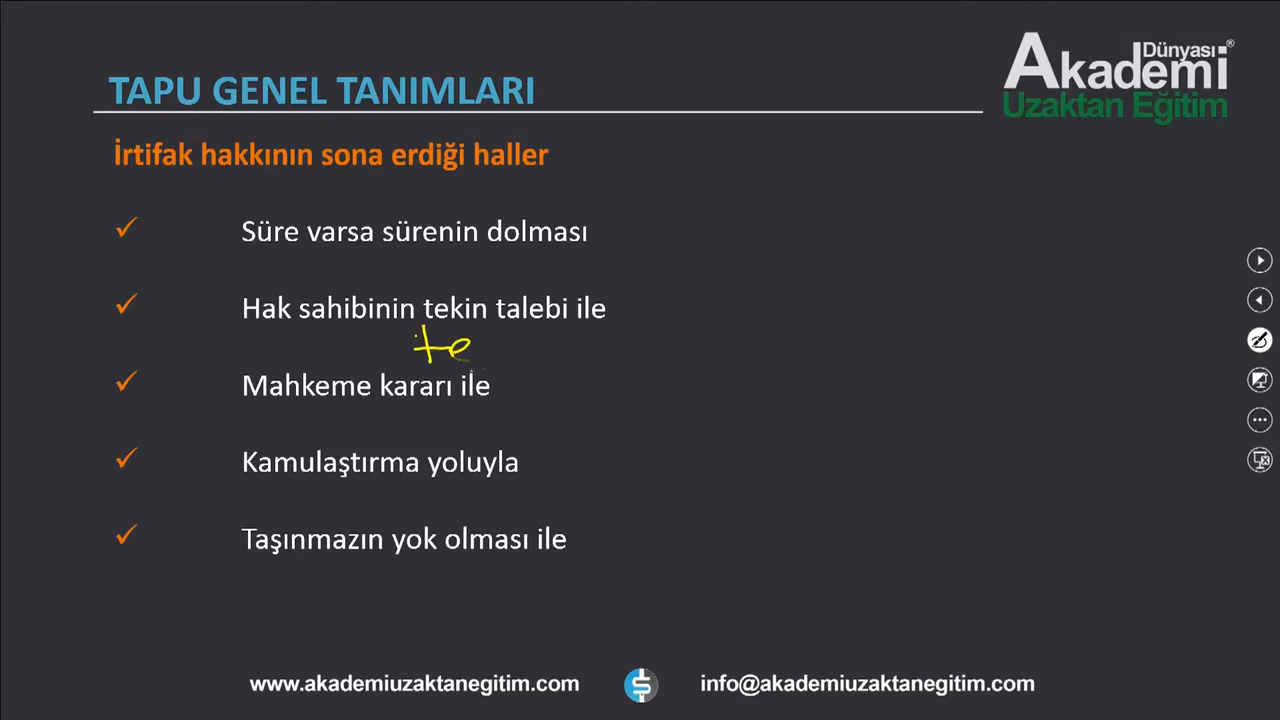 TAPU GENEL TANIMLARI
Dünyası®
Akademi
Uzaktan Eğitim
İrtifak hakkının sona erdiği haller
✓ Süre varsa sürenin dolması
✓ Hak sahibinin tekin talebi ile
te
✓ Mahkeme kararı ile
✓ Kamulaştırma yoluyla
✓ Taşınmazın yok olması ile
www.akademiuzaktanegitim.com
info@akademiuzaktanegitim.com